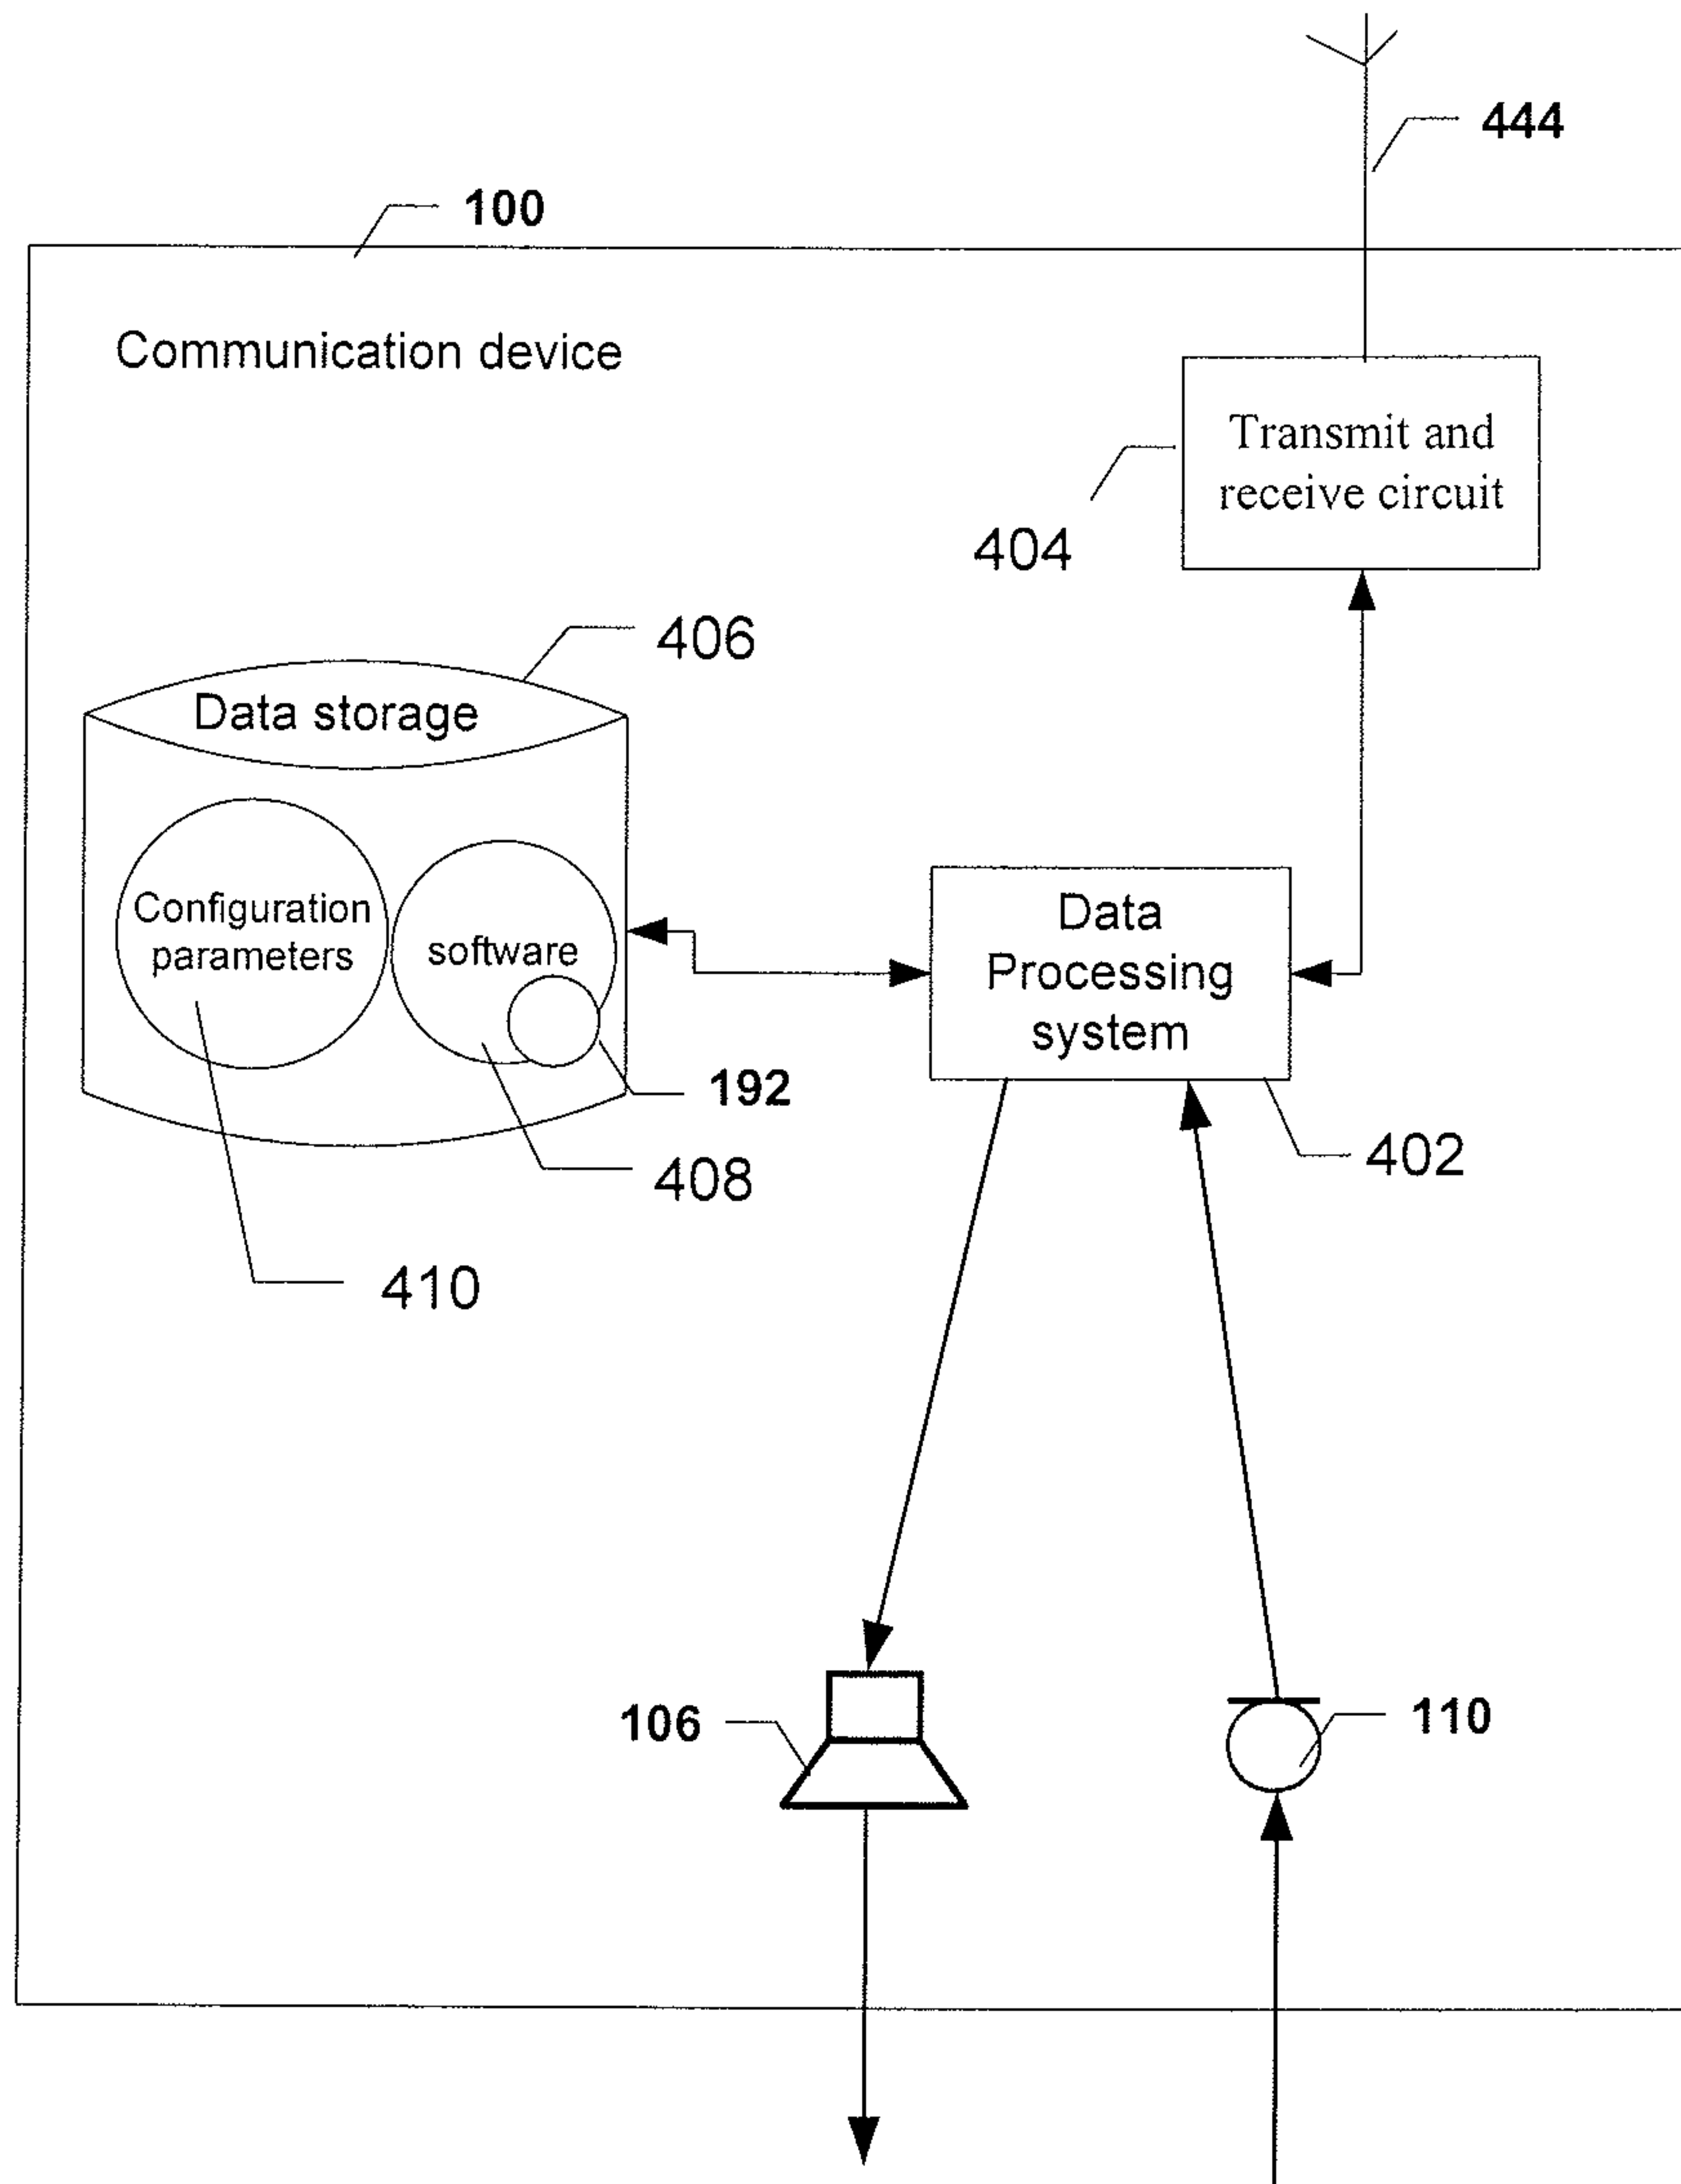 444
100
Communication device
Transmit and
receive circuit
404
406
Data storage
Configuration
parameters
software
Data
Processing
system
192
402
408
410
106
110